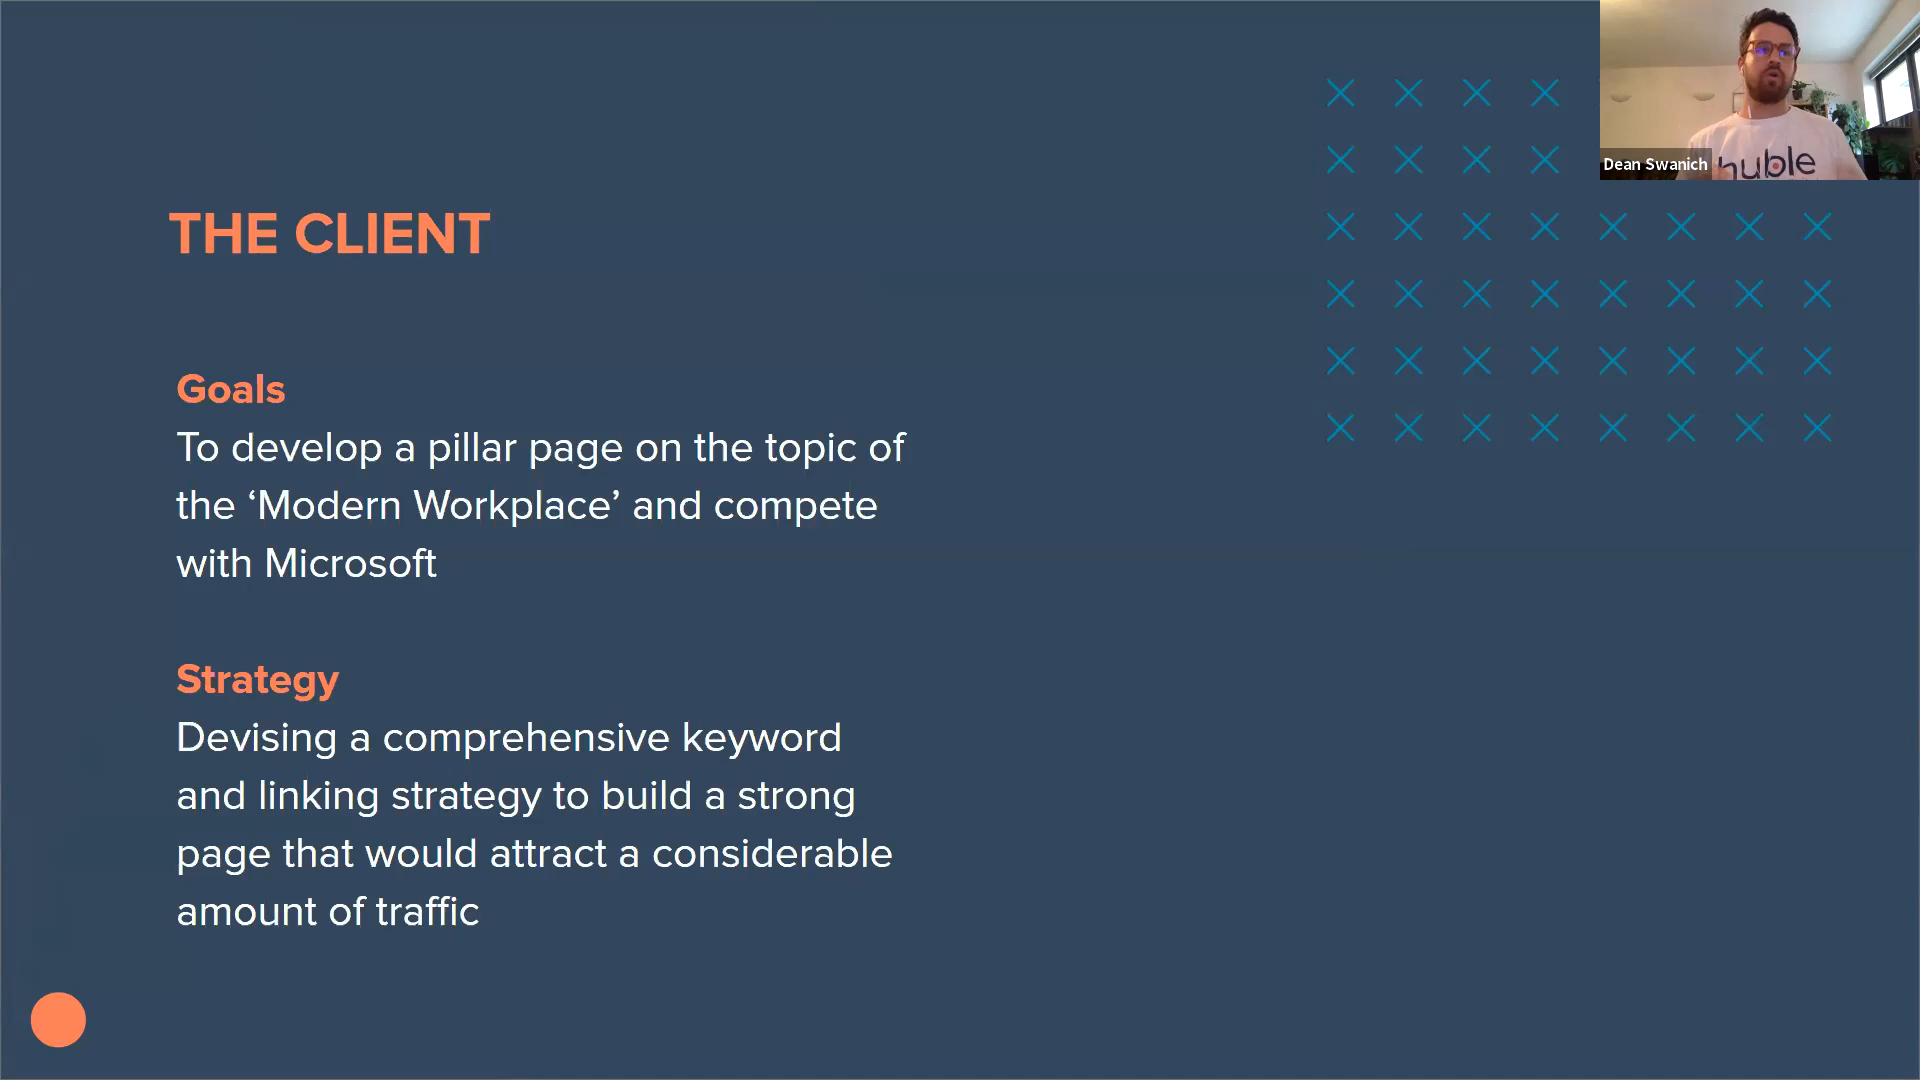 Dean Swanich
huble
THE CLIENT
Goals
To develop a pillar page on the topic of
the ‘Modern Workplace’ and compete
with Microsoft
Strategy
Devising a comprehensive keyword
and linking strategy to build a strong
page that would attract a considerable
amount of traffic